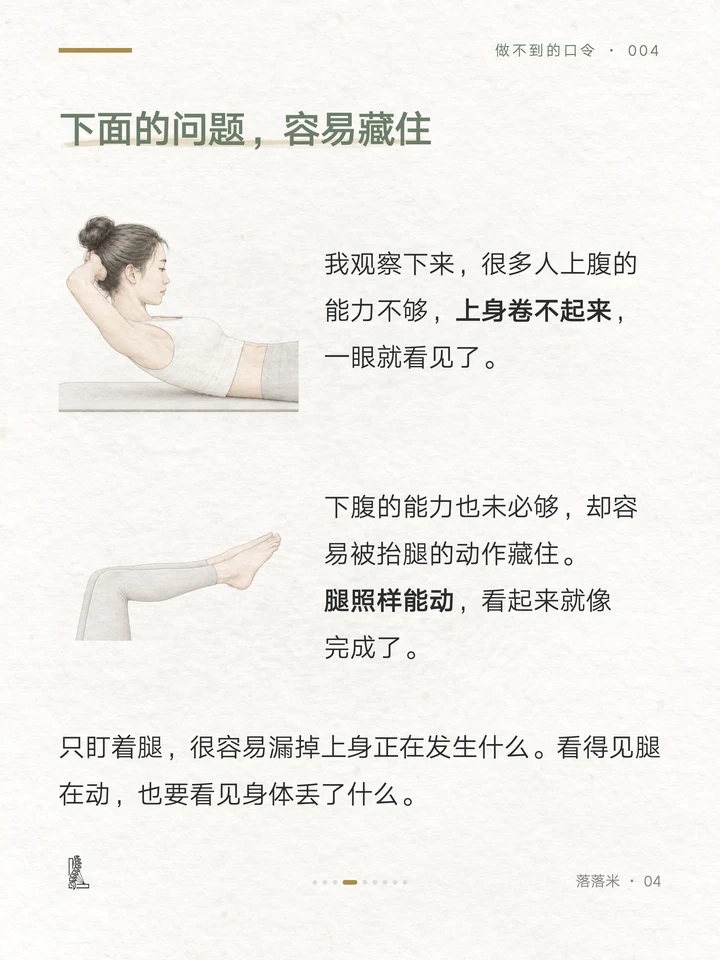 做不到的口令 · 004
下面的问题，容易藏住
我观察下来，很多人上腹的
能力不够，上身卷不起来，
一眼就看见了。
下腹的能力也未必够，却容
易被抬腿的动作藏住。
腿照样能动，看起来就像
完成了。
只盯着腿，很容易漏掉上身正在发生什么。看得见腿
在动，也要看见身体丢了什么。
落落米 · 04